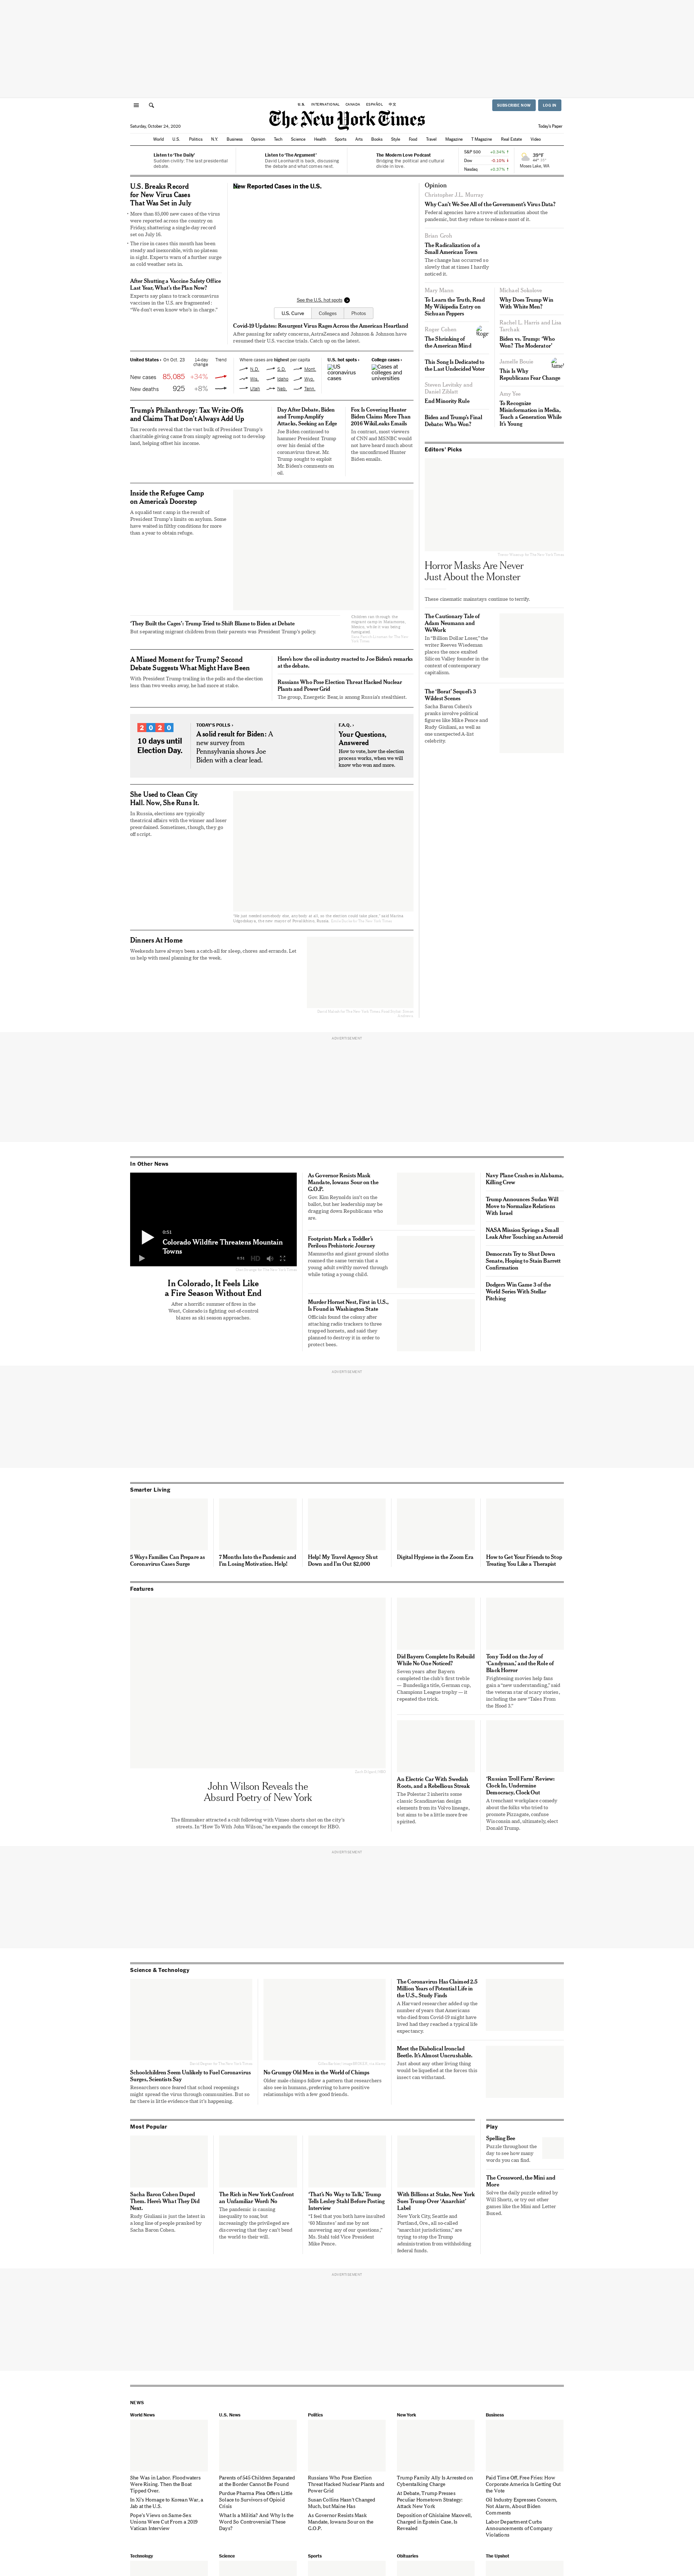 U.S. INTERNATIONAL CANADA ESPAÑOL 中文
SUBSCRIBE NOW LOG IN
The New York Times
Saturday, October 24, 2020
Today's Paper
World U.S. Politics N.Y. Business Opinion Tech Science Health Sports Arts Books Style Food Travel Magazine T Magazine Real Estate Video
Listen to 'The Daily'
Sudden civility: The last presidential
debate.
Listen to 'The Argument'
David Leonhardt is back, discussing
the debate and what comes next.
The Modern Love Podcast
Bridging the political and cultural
divide in love.
S&P 500 +0.34% ↑
Dow -0.10% ↓
Nasdaq +0.37% ↑
Moses Lake, WA
U.S. Breaks Record
for New Virus Cases
That Was Set in July
• More than 85,000 new cases of the virus
were reported across the country on
Friday, shattering a single-day record
set on July 16.
• The rise in cases this month has been
steady and inexorable, with no plateau
in sight. Experts warn of a further surge
as cold weather sets in.
After Shutting a Vaccine Safety Office
Last Year, What's the Plan Now?
Experts say plans to track coronavirus
vaccines in the U.S. are fragmented:
"We don't even know who's in charge."
New Reported Cases in the U.S.
See the U.S. hot spots
U.S. Curve Colleges Photos
Covid-19 Updates: Resurgent Virus Rages Across the American Heartland
After pausing for safety concerns, AstraZeneca and Johnson & Johnson have
resumed their U.S. vaccine trials. Catch up on the latest.
United States › On Oct. 23 14-day
change Trend
New cases 85,085 +34%
New deaths 925 +8%
Where cases are highest per capita
N.D. S.D. Mont.
Wis. Idaho Wyo.
Utah Neb. Tenn.
U.S. hot spots ›
US
coronavirus
cases
College cases ›
Cases at
colleges and
universities
Trump's Philanthropy: Tax Write-Offs
and Claims That Don't Always Add Up
Tax records reveal that the vast bulk of President Trump's
charitable giving came from simply agreeing not to develop
land, helping offset his income.
Day After Debate, Biden
and Trump Amplify
Attacks, Seeking an Edge
Joe Biden continued to
hammer President Trump
over his denial of the
coronavirus threat. Mr.
Trump sought to exploit
Mr. Biden's comments on
oil.
Fox Is Covering Hunter
Biden Claims More Than
2016 WikiLeaks Emails
In contrast, most viewers
of CNN and MSNBC would
not have heard much about
the unconfirmed Hunter
Biden emails.
Inside the Refugee Camp
on America's Doorstep
A squalid tent camp is the result of
President Trump's limits on asylum. Some
have waited in filthy conditions for more
than a year to obtain refuge.
'They Built the Cages': Trump Tried to Shift Blame to Biden at Debate
But separating migrant children from their parents was President Trump's policy.
Children ran through the
migrant camp in Matamoros,
Mexico, while it was being
fumigated.
A Missed Moment for Trump? Second
Debate Suggests What Might Have Been
With President Trump trailing in the polls and the election
less than two weeks away, he had more at stake.
Here's how the oil industry reacted to Joe Biden's remarks
at the debate.
Russians Who Pose Election Threat Hacked Nuclear
Plants and Power Grid
The group, Energetic Bear, is among Russia's stealthiest.
2020
10 days until
Election Day.
TODAY'S POLLS ›
A solid result for Biden: A
new survey from
Pennsylvania shows Joe
Biden with a clear lead.
F.A.Q. ›
Your Questions,
Answered
How to vote, how the election
process works, when we will
know who won and more.
She Used to Clean City
Hall. Now, She Runs It.
In Russia, elections are typically
theatrical affairs with the winner and loser
preordained. Sometimes, though, they go
off script.
Dinners At Home
Weekends have always been a catch-all for sleep, chores and errands. Let
us help with meal planning for the week.
Opinion
Christopher J.L. Murray
Why Can't We See All of the Government's Virus Data?
Federal agencies have a trove of information about the
pandemic, but they refuse to release most of it.
Brian Groh
The Radicalization of a
Small American Town
The change has occurred so
slowly that at times I hardly
noticed it.
Mary Mann
To Learn the Truth, Read
My Wikipedia Entry on
Sichuan Peppers
Roger Cohen
The Shrinking of
the American Mind
This Song Is Dedicated to
the Last Undecided Voter
Steven Levitsky and
Daniel Ziblatt
End Minority Rule
Biden and Trump's Final
Debate: Who Won?
Michael Sokolove
Why Does Trump Win
With White Men?
Rachel L. Harris and Lisa
Tarchak
Biden vs. Trump: 'Who
Won? The Moderator'
Jamelle Bouie
This Is Why
Republicans Fear Change
Amy Yee
To Recognize
Misinformation in Media,
Teach a Generation While
It's Young
Editors' Picks
Horror Masks Are Never
Just About the Monster
These cinematic mainstays continue to terrify.
The Cautionary Tale of
Adam Neumann and
WeWork
In "Billion Dollar Loser," the
writer Reeves Wiedeman
places the once exalted
Silicon Valley founder in the
context of contemporary
capitalism.
The 'Borat' Sequel's 3
Wildest Scenes
Sacha Baron Cohen's
pranks involve political
figures like Mike Pence and
Rudy Giuliani, as well as
one unexpected A-list
celebrity.
ADVERTISEMENT
In Other News
0:51
Colorado Wildfire Threatens Mountain
Towns
0:51 HD
In Colorado, It Feels Like
a Fire Season Without End
After a horrific summer of fires in the
West, Colorado is fighting out-of-control
blazes as ski season approaches.
As Governor Resists Mask
Mandate, Iowans Sour on the
G.O.P.
Gov. Kim Reynolds isn't on the
ballot, but her leadership may be
dragging down Republicans who
are.
Footprints Mark a Toddler's
Perilous Prehistoric Journey
Mammoths and giant ground sloths
roamed the same terrain that a
young adult swiftly moved through
while toting a young child.
Murder Hornet Nest, First in U.S.,
Is Found in Washington State
Officials found the colony after
attaching radio trackers to three
trapped hornets, and said they
planned to destroy it in order to
protect bees.
Navy Plane Crashes in Alabama,
Killing Crew
Trump Announces Sudan Will
Move to Normalize Relations
With Israel
NASA Mission Springs a Small
Leak After Touching an Asteroid
Democrats Try to Shut Down
Senate, Hoping to Stain Barrett
Confirmation
Dodgers Win Game 3 of the
World Series With Stellar
Pitching
ADVERTISEMENT
Smarter Living
5 Ways Families Can Prepare as
Coronavirus Cases Surge
7 Months Into the Pandemic and
I'm Losing Motivation. Help!
Help! My Travel Agency Shut
Down and I'm Out $2,000
Digital Hygiene in the Zoom Era
How to Get Your Friends to Stop
Treating You Like a Therapist
Features
John Wilson Reveals the
Absurd Poetry of New York
The filmmaker attracted a cult following with Vimeo shorts shot on the city's
streets. In "How To With John Wilson," he expands the concept for HBO.
Did Bayern Complete Its Rebuild
While No One Noticed?
Seven years after Bayern
completed the club's first treble
— Bundesliga title, German cup,
Champions League trophy — it
repeated the trick.
Tony Todd on the Joy of
'Candyman,' and the Role of
Black Horror
Frightening movies help fans
gain a "new understanding," said
the veteran star of scary stories,
including the new "Tales From
the Hood 3."
An Electric Car With Swedish
Roots, and a Rebellious Streak
The Polestar 2 inherits some
classic Scandinavian design
elements from its Volvo lineage,
but aims to be a little more free
spirited.
'Russian Troll Farm' Review:
Clock In, Undermine
Democracy, Clock Out
A trenchant workplace comedy
about the folks who tried to
promote Pizzagate, confuse
Wisconsin and, ultimately, elect
Donald Trump.
ADVERTISEMENT
Science & Technology
Schoolchildren Seem Unlikely to Fuel Coronavirus
Surges, Scientists Say
Researchers once feared that school reopenings
might spread the virus through communities. But so
far there is little evidence that it's happening.
No Grumpy Old Men in the World of Chimps
Older male chimps follow a pattern that researchers
also see in humans, preferring to have positive
relationships with a few good friends.
The Coronavirus Has Claimed 2.5
Million Years of Potential Life in
the U.S., Study Finds
A Harvard researcher added up the
number of years that Americans
who died from Covid-19 might have
lived had they reached a typical life
expectancy.
Meet the Diabolical Ironclad
Beetle. It's Almost Uncrushable.
Just about any other living thing
would be imperiled at the forces this
insect can withstand.
Most Popular
Sacha Baron Cohen Duped
Them. Here's What They Did
Next.
Rudy Giuliani is just the latest in
a long line of people pranked by
Sacha Baron Cohen.
The Rich in New York Confront
an Unfamiliar Word: No
The pandemic is causing
inequality to soar, but
increasingly the privileged are
discovering that they can't bend
the world to their will.
'That's No Way to Talk,' Trump
Tells Lesley Stahl Before Posting
Interview
"I feel that you both have insulted
'60 Minutes' and me by not
answering any of our questions,"
Ms. Stahl told Vice President
Mike Pence.
With Billions at Stake, New York
Sues Trump Over 'Anarchist'
Label
New York City, Seattle and
Portland, Ore., all so-called
"anarchist jurisdictions," are
trying to stop the Trump
administration from withholding
federal funds.
Play
Spelling Bee
Puzzle throughout the
day to see how many
words you can find.
The Crossword, the Mini and
More
Solve the daily puzzle edited by
Will Shortz, or try out other
games like the Mini and Letter
Boxed.
ADVERTISEMENT
NEWS
World News
She Was in Labor. Floodwaters
Were Rising. Then the Boat
Tipped Over.
In Xi's Homage to Korean War, a
Jab at the U.S.
Pope's Views on Same-Sex
Unions Were Cut From a 2019
Vatican Interview
U.S. News
Parents of 545 Children Separated
at the Border Cannot Be Found
Purdue Pharma Plea Offers Little
Solace to Survivors of Opioid
Crisis
What Is a Militia? And Why Is the
Word So Controversial These
Days?
Politics
Russians Who Pose Election
Threat Hacked Nuclear Plants and
Power Grid
Susan Collins Hasn't Changed
Much, but Maine Has
As Governor Resists Mask
Mandate, Iowans Sour on the
G.O.P.
New York
Trump Family Ally Is Arrested on
Cyberstalking Charge
At Debate, Trump Presses
Peculiar Hometown Strategy:
Attack New York
Deposition of Ghislaine Maxwell,
Charged in Epstein Case, Is
Revealed
Business
Paid Time Off, Free Fries: How
Corporate America Is Getting Out
the Vote
Oil Industry Expresses Concern,
Not Alarm, About Biden
Comments
Labor Department Curbs
Announcements of Company
Violations
Technology Science Sports Obituaries The Upshot